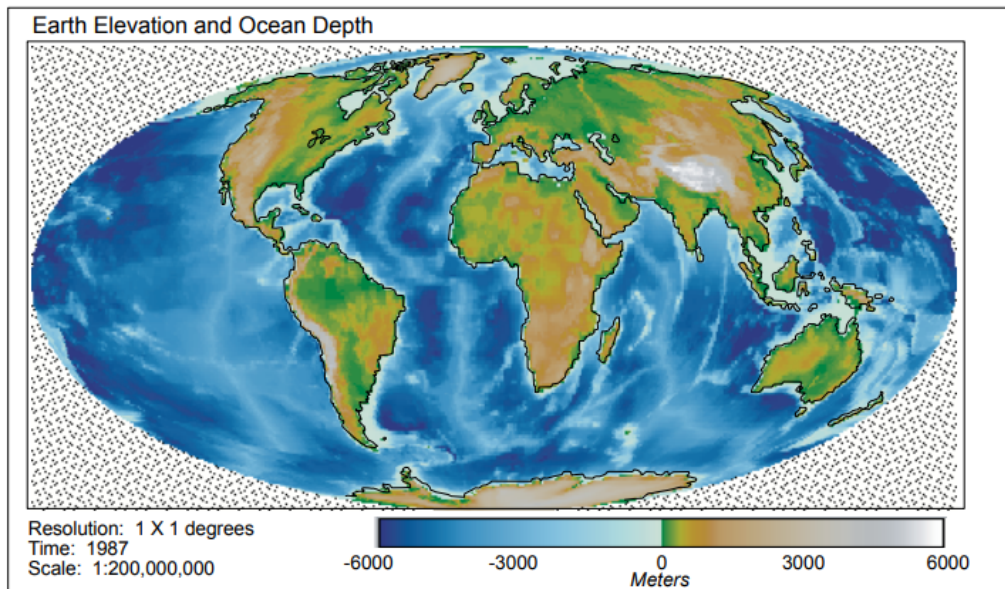 Earth Elevation and Ocean Depth
Resolution: 1 X 1 degrees
Time: 1987
Scale: 1:200,000,000
-6000 -3000 0 3000 6000
Meters